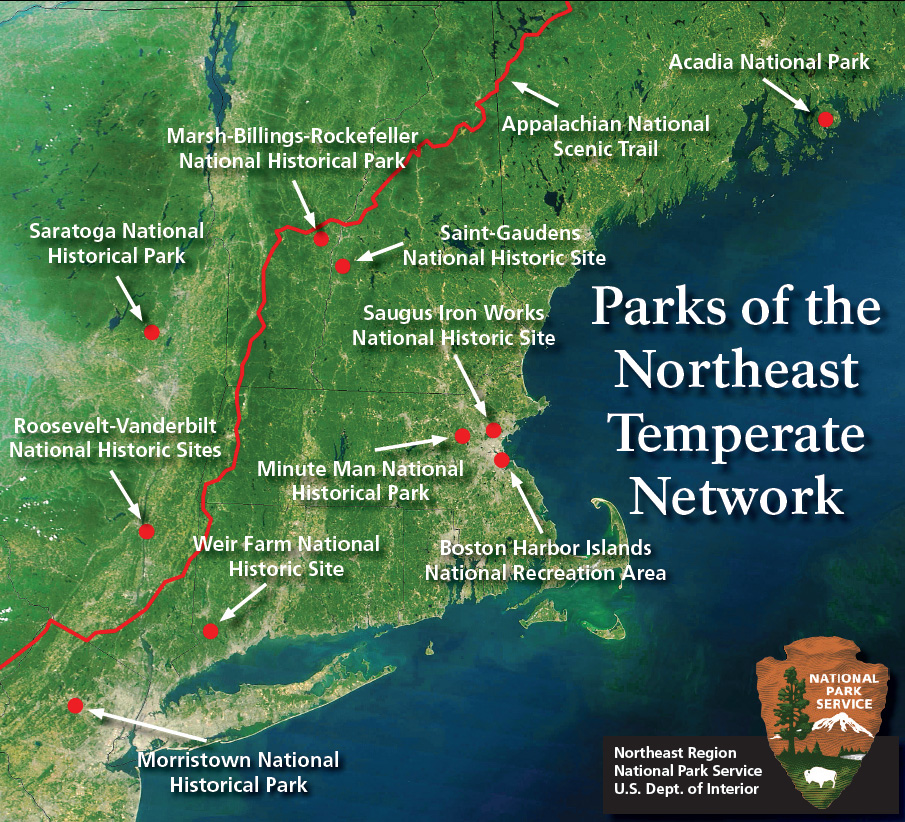 Acadia National Park
Appalachian National
Scenic Trail
Marsh-Billings-Rockefeller
National Historical Park
Saratoga National
Historical Park
Saint-Gaudens
National Historic Site
Parks of the
Northeast
Temperate
Network
Saugus Iron Works
National Historic Site
Roosevelt-Vanderbilt
National Historic Sites
Minute Man National
Historical Park
Weir Farm National
Historic Site
Boston Harbor Islands
National Recreation Area
Morristown National
Historical Park
NATIONAL
PARK
SERVICE
Northeast Region
National Park Service
U.S. Dept. of Interior